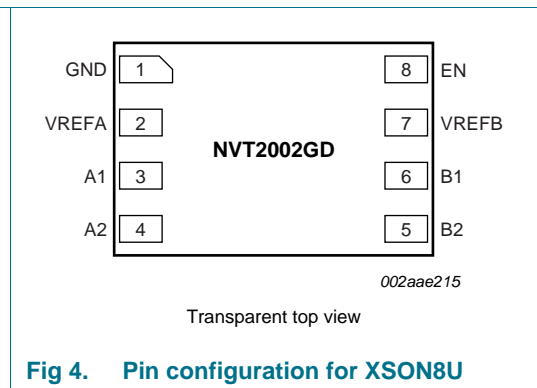 GND 1 8 EN
VREFA 2 7 VREFB
NVT2002GD
A1 3 6 B1
A2 4 5 B2
002aae215
Transparent top view
Fig 4. Pin configuration for XSON8U